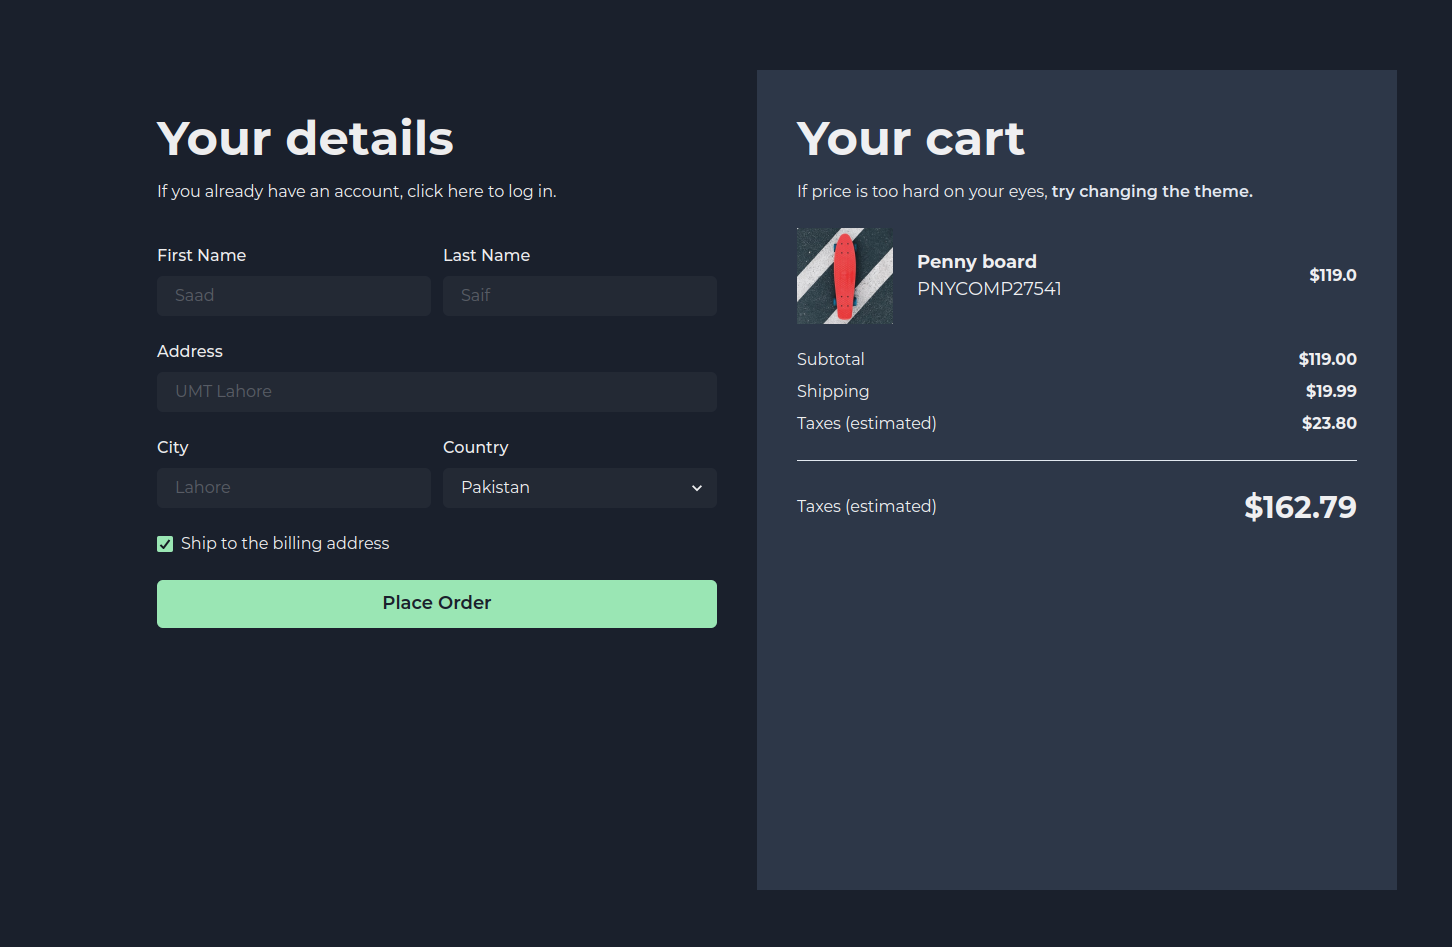 Your details
If you already have an account, click here to log in.
First Name
Last Name
Saad
Saif
Address
UMT Lahore
City
Country
Lahore
Pakistan
Ship to the billing address
Place Order
Your cart
If price is too hard on your eyes, try changing the theme.
Penny board
PNYCOMP27541
$119.0
Subtotal $119.00
Shipping $19.99
Taxes (estimated) $23.80
Taxes (estimated) $162.79